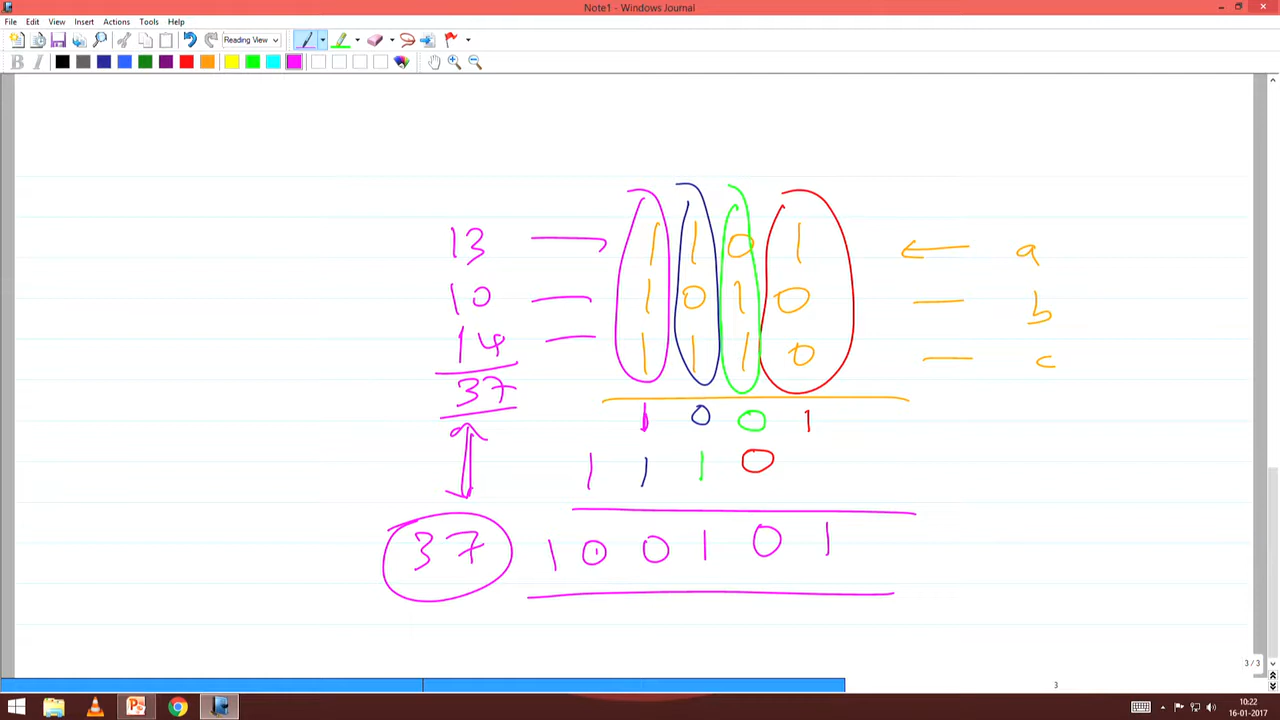 Note1 - Windows Journal
File Edit View Insert Actions Tools Help
Reading View
B I
13 — 1 1 0 1 ← a
10 — 1 0 1 0 — b
14 — 1 1 1 0 — c
37
1 0 0 1
1 1 1 0
37 1 0 0 1 0 1
3 / 3
3
10:22
16-01-2017